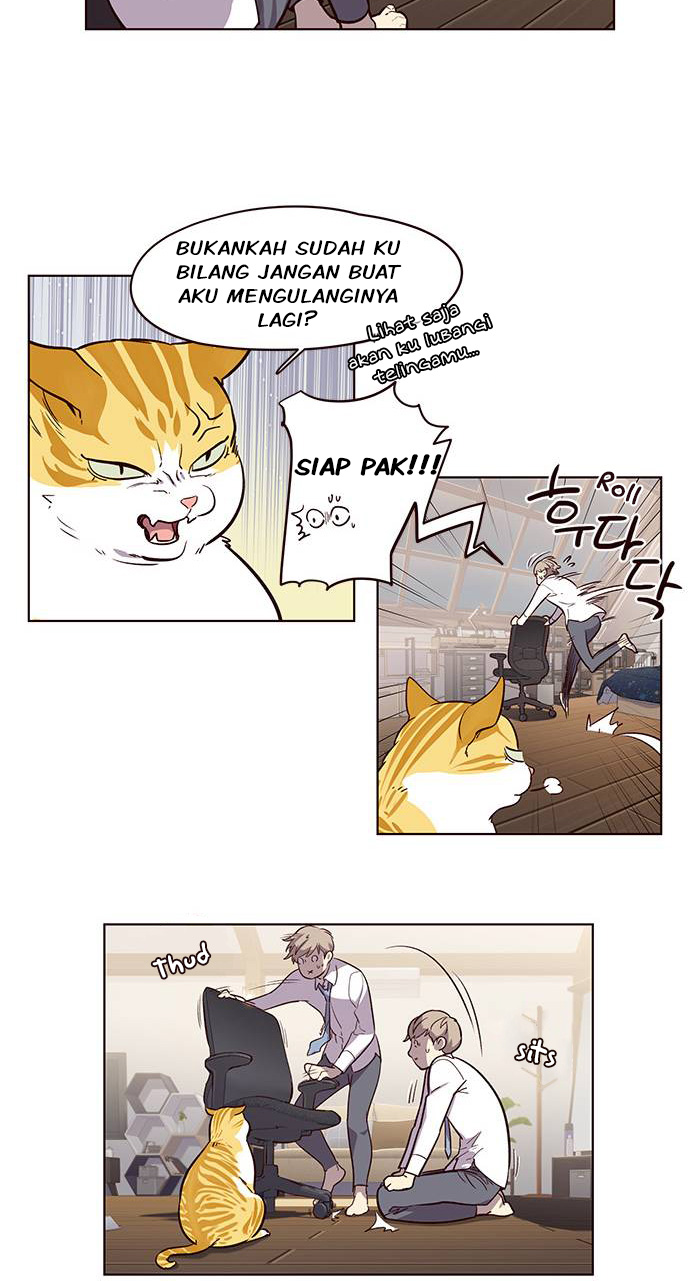 BUKANKAH SUDAH KU
BILANG JANGAN BUAT
AKU MENGULANGINYA
LAGI?
Lihat saja
akan ku lubangi
telingamu...
SIAP PAK!!!
Roll
후다닥
Thud
sits